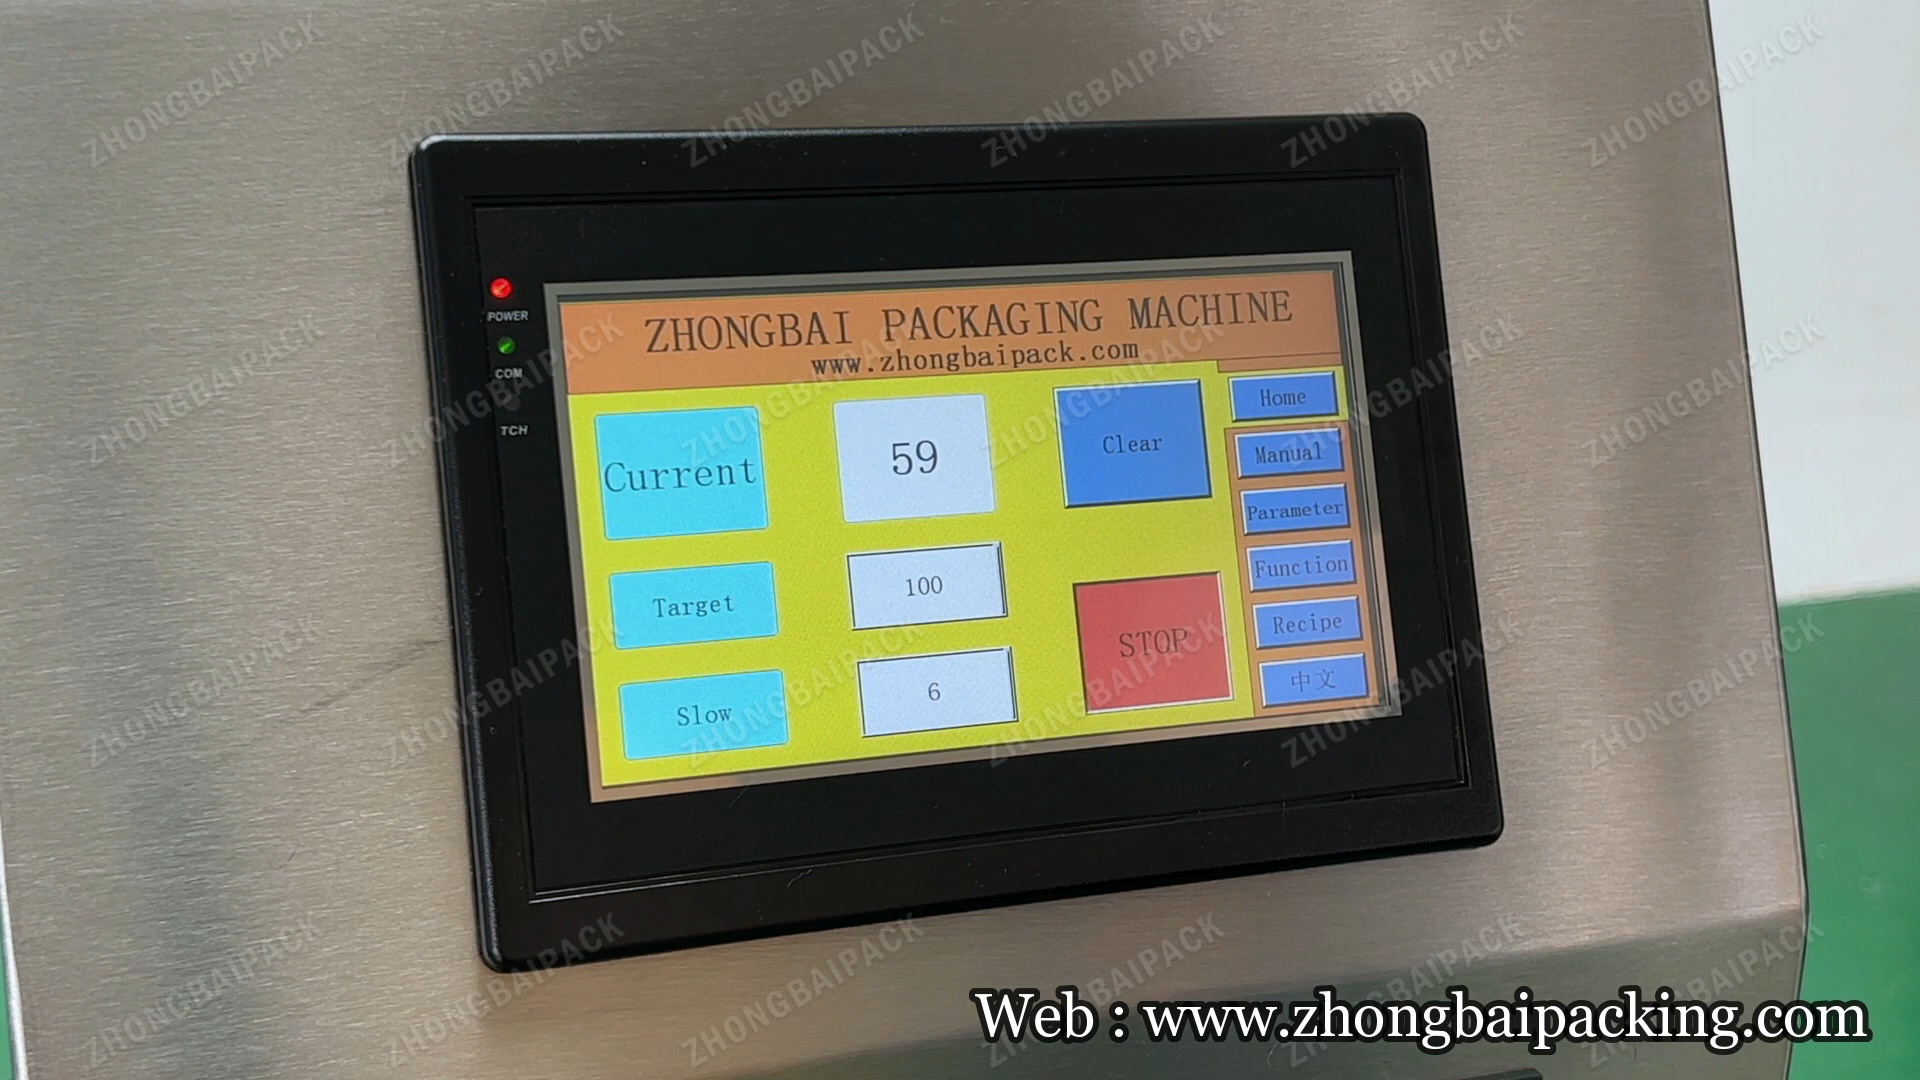 ZHONGBAIPACK
POWER
COM
TCH
ZHONGBAI PACKAGING MACHINE
www.zhongbaipack.com
Current
59
Clear
Target
100
STOP
Slow
6
Home
Manual
Parameter
Function
Recipe
中文
Web : www.zhongbaipacking.com